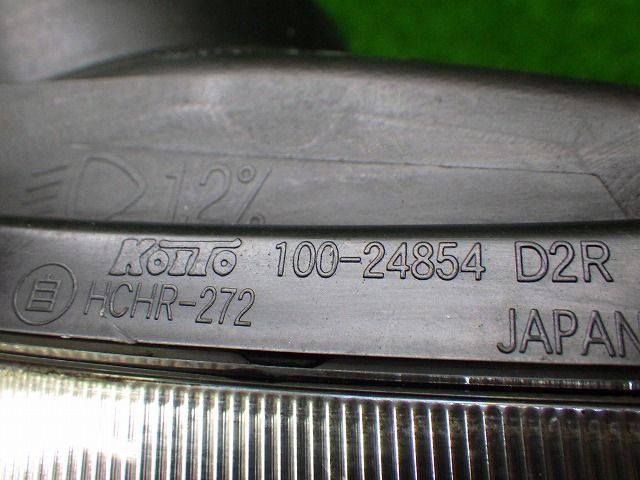 1.2%
KOITO 100-24854 D2R
自 HCHR-272
JAPAN